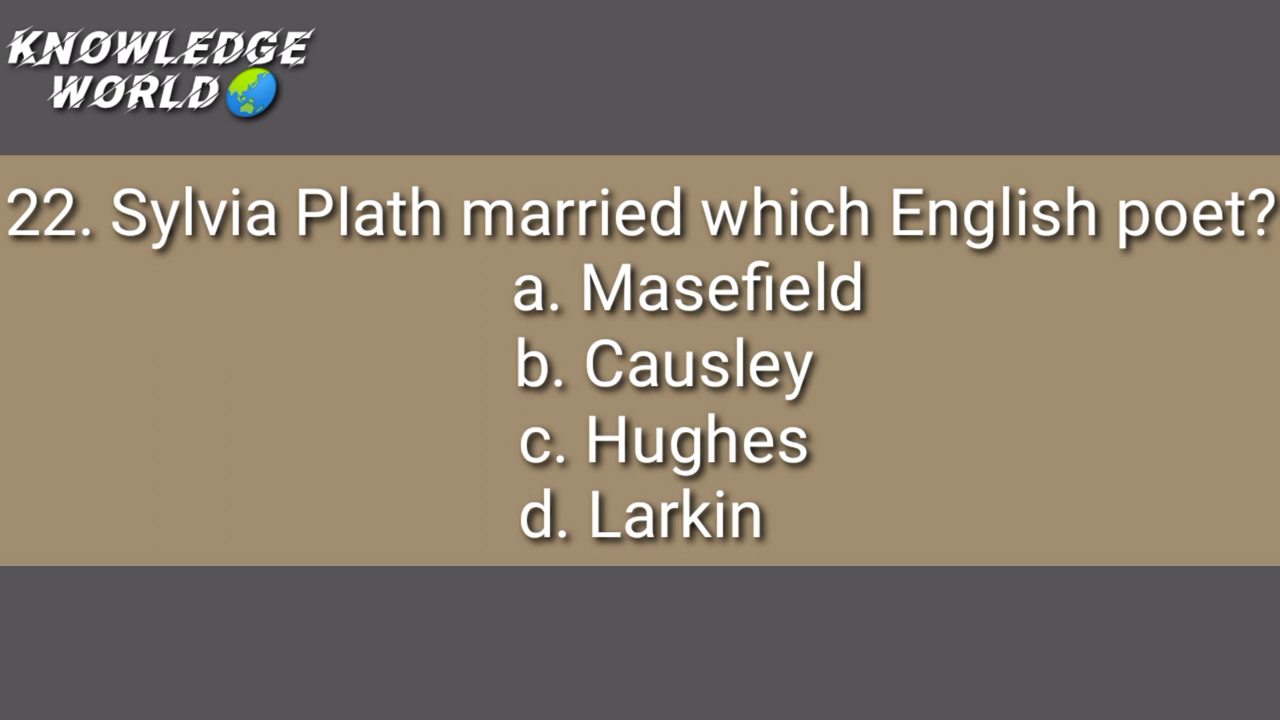 KNOWLEDGE
WORLD
22. Sylvia Plath married which English poet?
a. Masefield
b. Causley
c. Hughes
d. Larkin